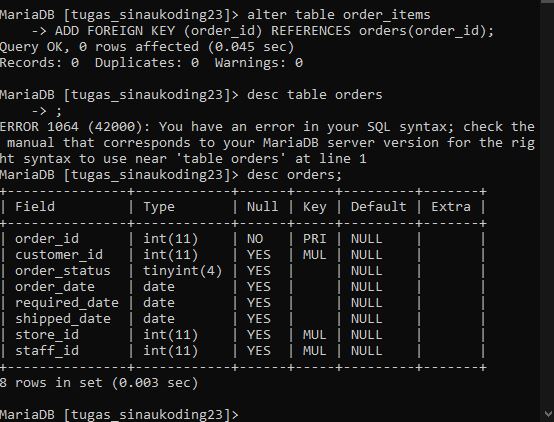 MariaDB [tugas_sinaukoding23]> alter table order_items
    -> ADD FOREIGN KEY (order_id) REFERENCES orders(order_id);
Query OK, 0 rows affected (0.045 sec)
Records: 0  Duplicates: 0  Warnings: 0

MariaDB [tugas_sinaukoding23]> desc table orders
    -> ;
ERROR 1064 (42000): You have an error in your SQL syntax; check the
 manual that corresponds to your MariaDB server version for the rig
ht syntax to use near 'table orders' at line 1
MariaDB [tugas_sinaukoding23]> desc orders;
+---------------+------------+------+-----+---------+-------+
| Field         | Type       | Null | Key | Default | Extra |
+---------------+------------+------+-----+---------+-------+
| order_id      | int(11)    | NO   | PRI | NULL    |       |
| customer_id   | int(11)    | YES  | MUL | NULL    |       |
| order_status  | tinyint(4) | YES  |     | NULL    |       |
| order_date    | date       | YES  |     | NULL    |       |
| required_date | date       | YES  |     | NULL    |       |
| shipped_date  | date       | YES  |     | NULL    |       |
| store_id      | int(11)    | YES  | MUL | NULL    |       |
| staff_id      | int(11)    | YES  | MUL | NULL    |       |
+---------------+------------+------+-----+---------+-------+
8 rows in set (0.003 sec)

MariaDB [tugas_sinaukoding23]>